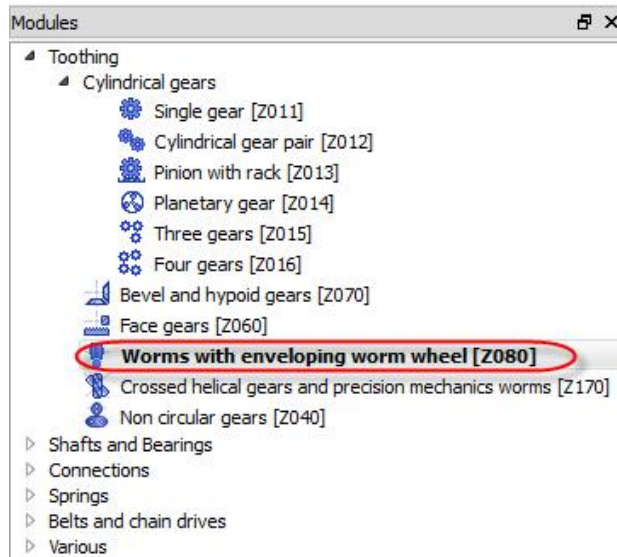 Modules
Toothing
Cylindrical gears
Single gear [Z011]
Cylindrical gear pair [Z012]
Pinion with rack [Z013]
Planetary gear [Z014]
Three gears [Z015]
Four gears [Z016]
Bevel and hypoid gears [Z070]
Face gears [Z060]
Worms with enveloping worm wheel [Z080]
Crossed helical gears and precision mechanics worms [Z170]
Non circular gears [Z040]
Shafts and Bearings
Connections
Springs
Belts and chain drives
Various